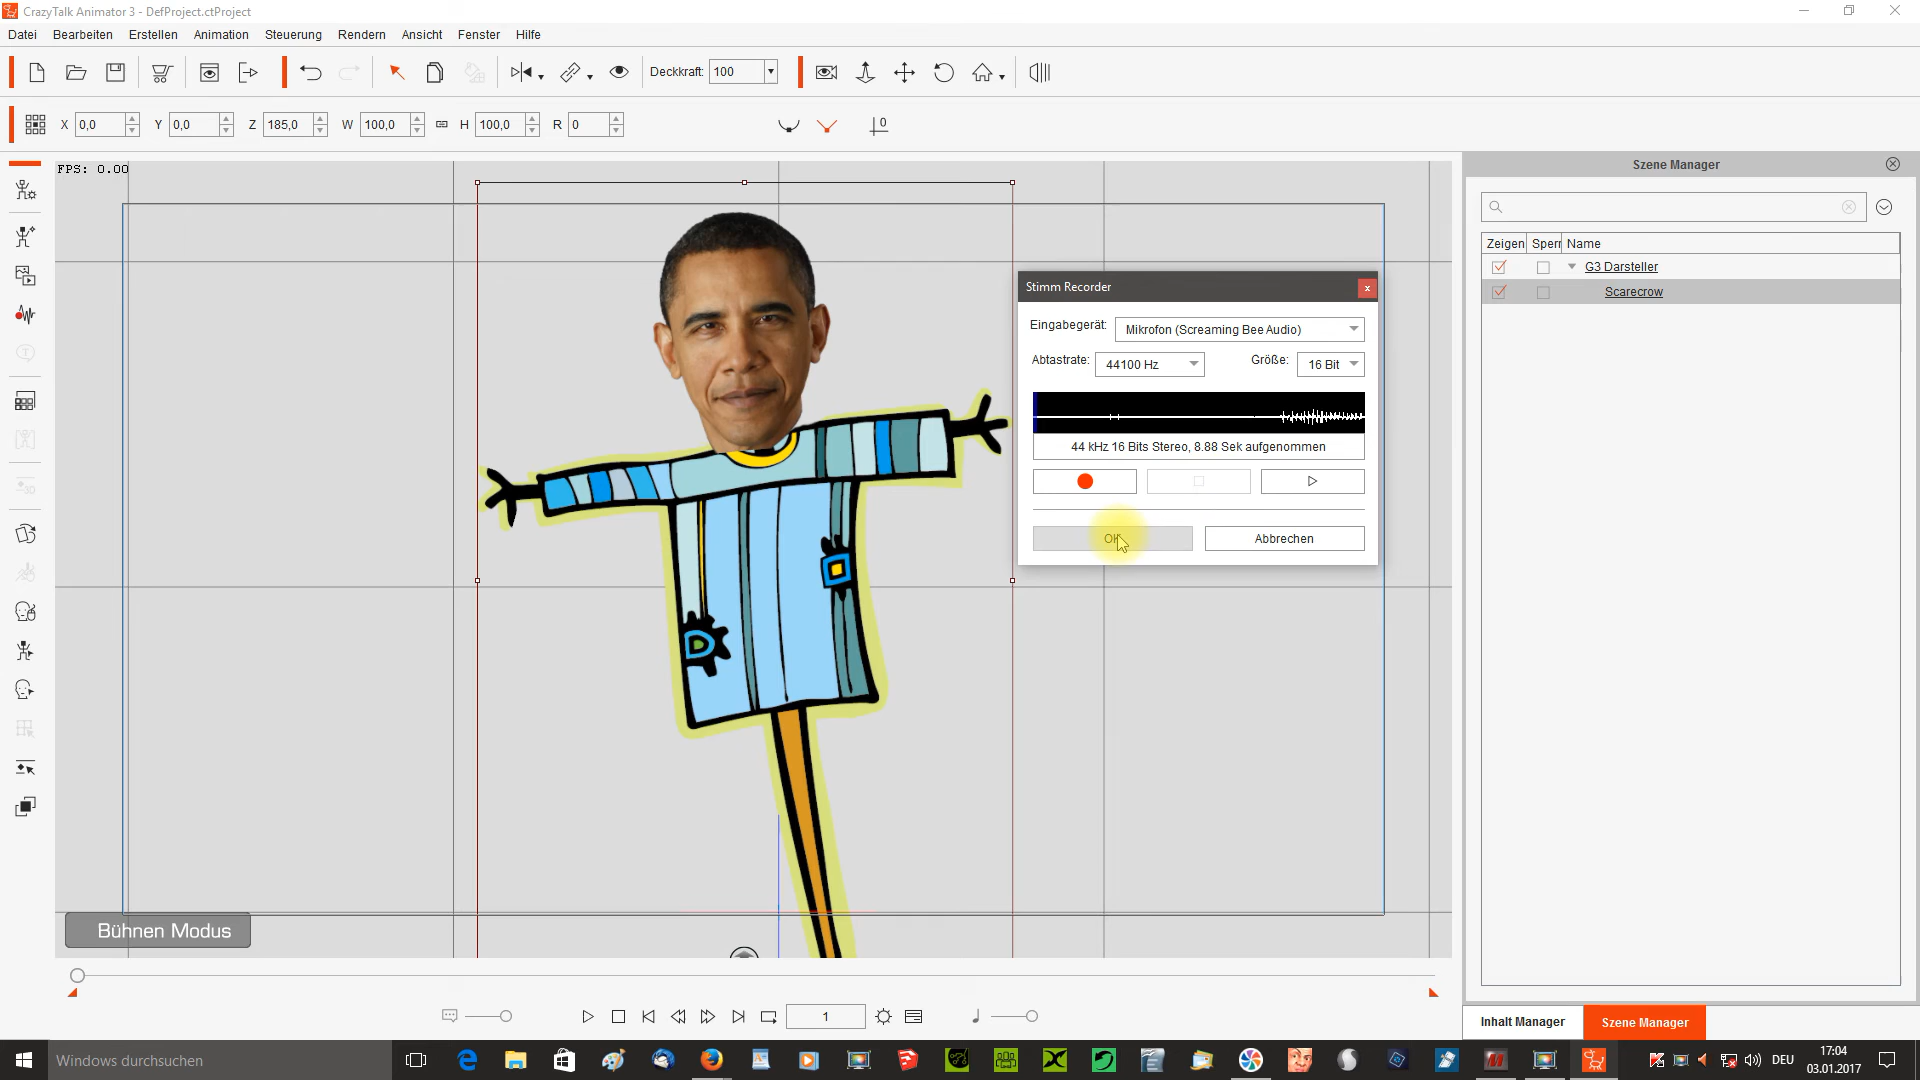 CrazyTalk Animator 3 - DefProject.ctProject
Datei Bearbeiten Erstellen Animation Steuerung Rendern Ansicht Fenster Hilfe
Deckkraft: 100
X 0,0 Y 0,0 Z 185,0 W 100,0 H 100,0 R 0
0
FPS: 0.00
Szene Manager
Zeigen Sperr Name
G3 Darsteller
Scarecrow
Stimm Recorder
Eingabegerät: Mikrofon (Screaming Bee Audio)
Abtastrate: 44100 Hz Größe: 16 Bit
44 kHz 16 Bits Stereo, 8.88 Sek aufgenommen
OK Abbrechen
D
Bühnen Modus
1
Inhalt Manager Szene Manager
Windows durchsuchen
DEU
17:04
03.01.2017